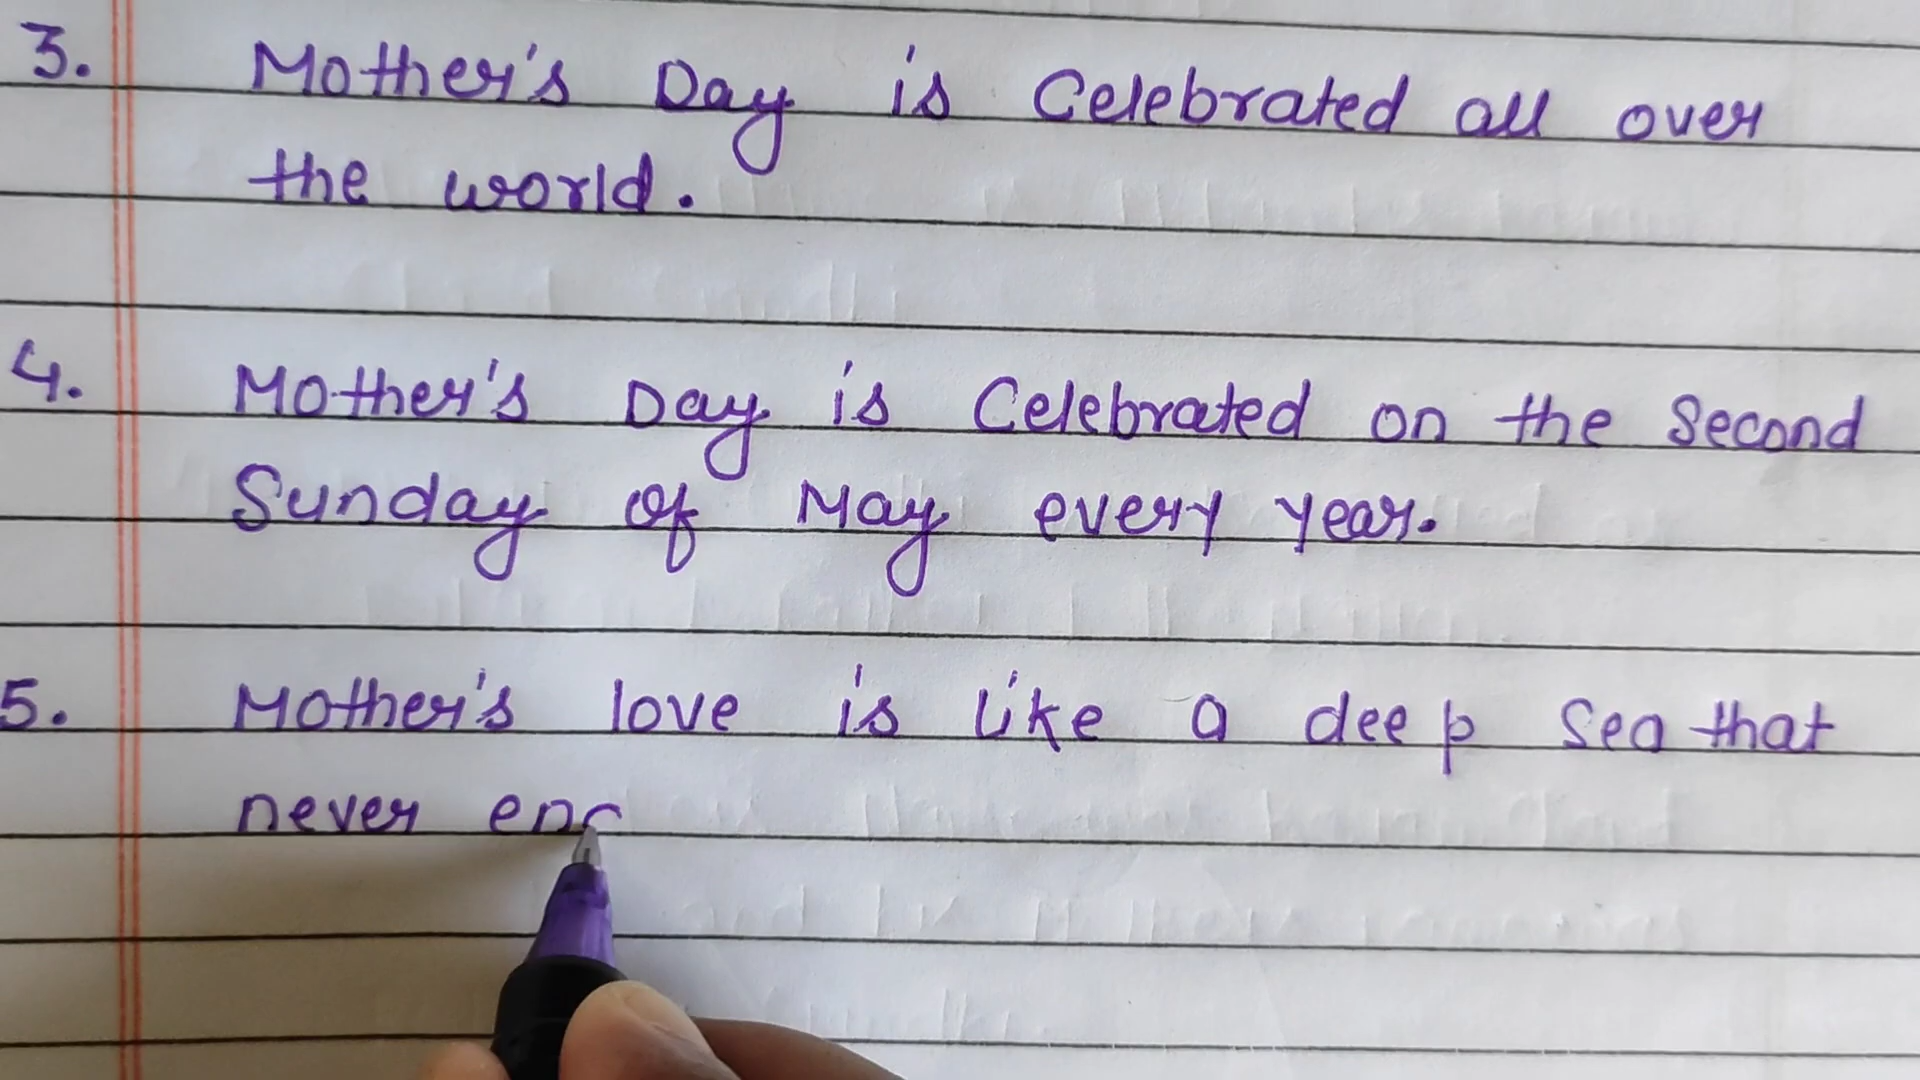 3. Mother's Day is Celebrated all over
the world.
4. Mother's Day is Celebrated on the Second
Sunday of May every year.
5. Mother's love is like a deep Sea that
never en